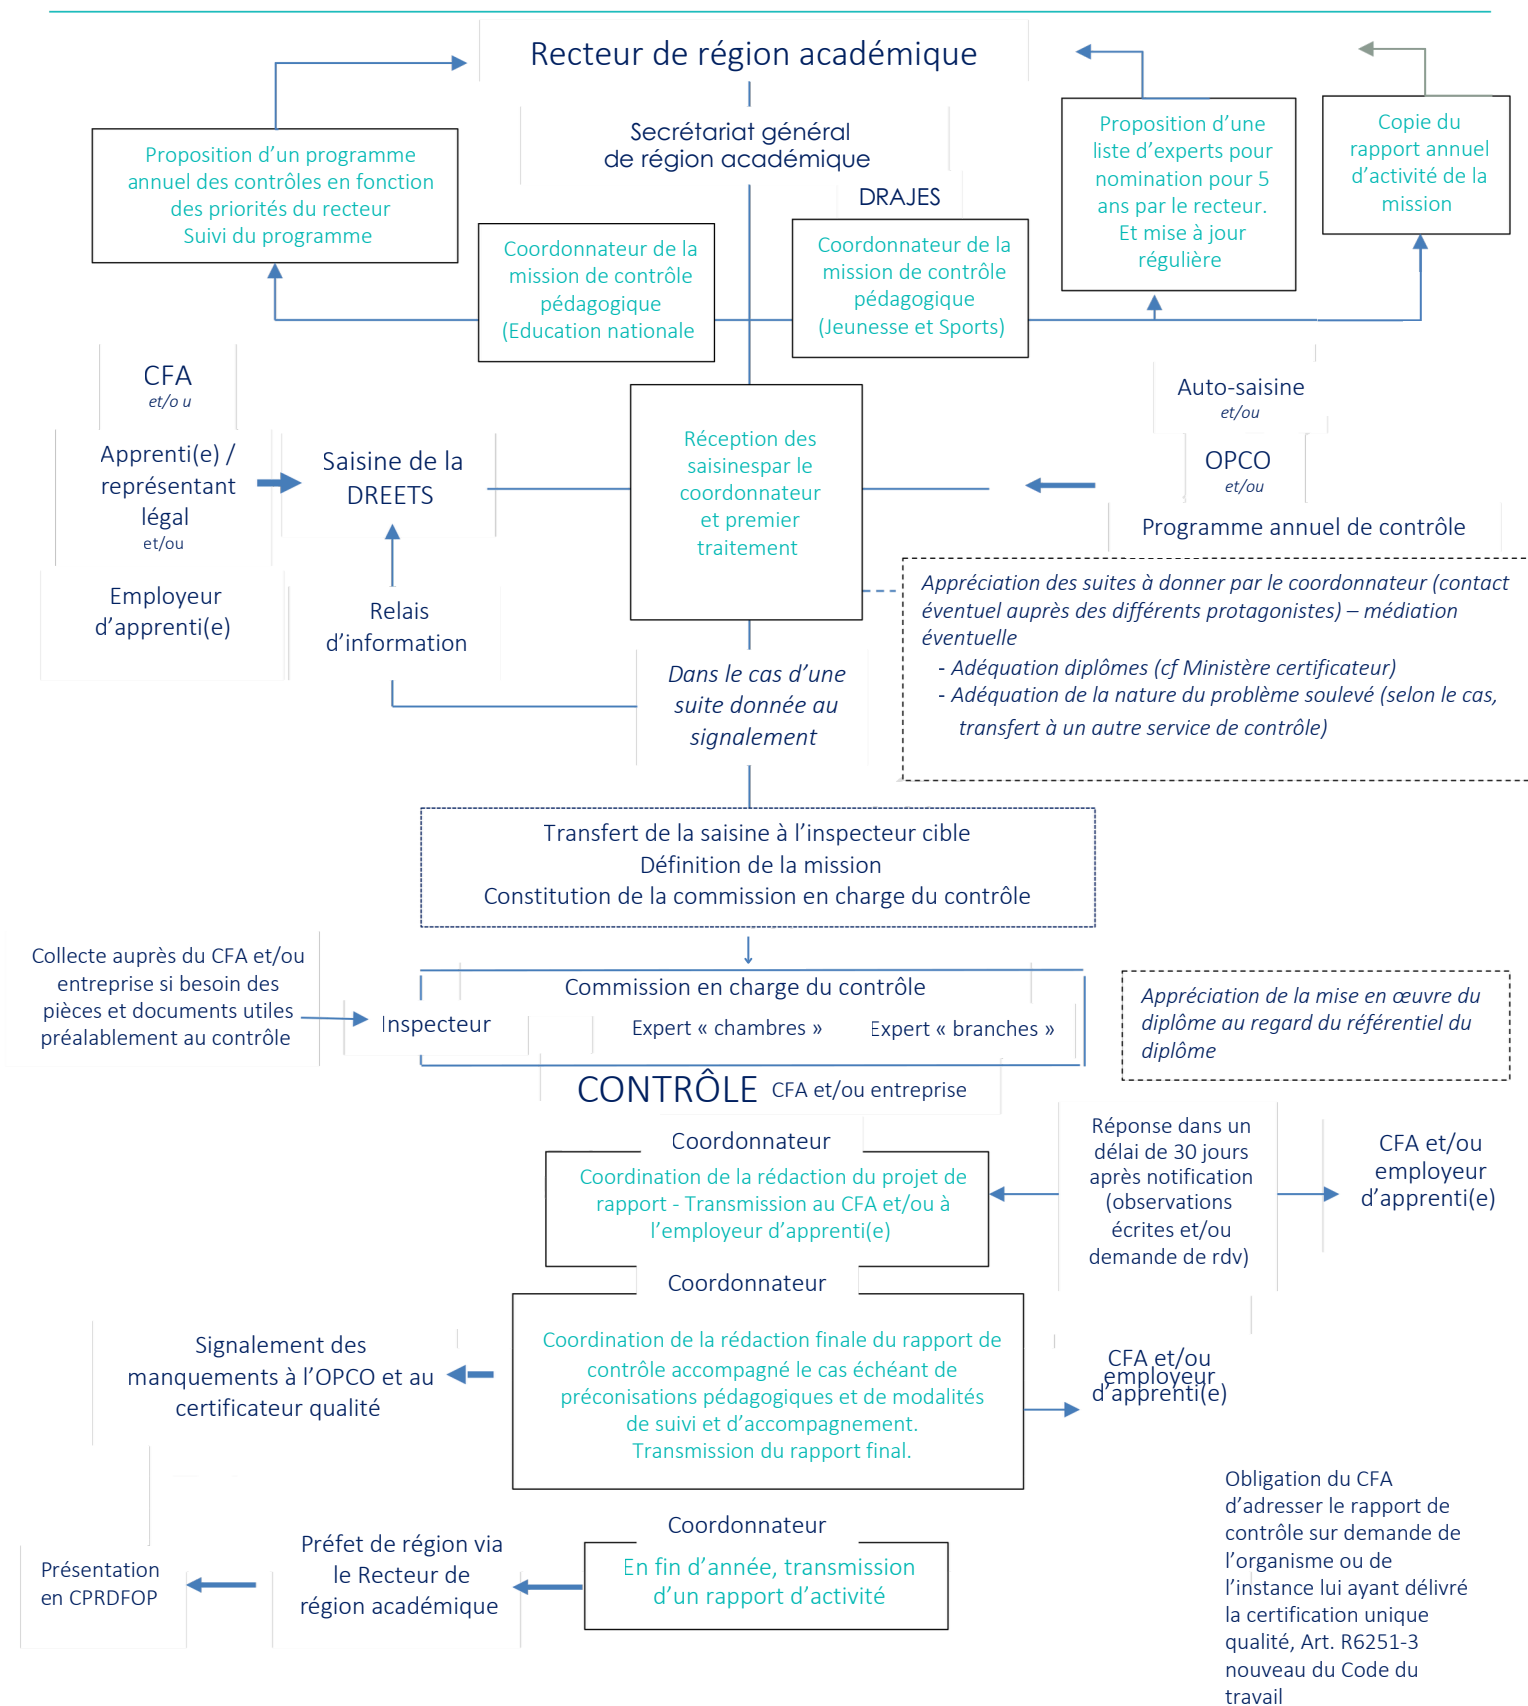 Recteur de région académique
Secrétariat général
de région académique
DRAJES
Proposition d’un programme
annuel des contrôles en fonction
des priorités du recteur
Suivi du programme
Coordonnateur de la
mission de contrôle
pédagogique
(Education nationale
Coordonnateur de la
mission de contrôle
pédagogique
(Jeunesse et Sports)
Proposition d’une
liste d’experts pour
nomination pour 5
ans par le recteur.
Et mise à jour
régulière
Copie du
rapport annuel
d’activité de la
mission
CFA
et/o u
Apprenti(e) /
représentant
légal
et/ou
Employeur
d’apprenti(e)
Saisine de la
DREETS
Relais
d’information
Réception des
saisinespar le
coordonnateur
et premier
traitement
Auto-saisine
et/ou
OPCO
et/ou
Programme annuel de contrôle
Appréciation des suites à donner par le coordonnateur (contact
éventuel auprès des différents protagonistes) – médiation
éventuelle
- Adéquation diplômes (cf Ministère certificateur)
- Adéquation de la nature du problème soulevé (selon le cas,
transfert à un autre service de contrôle)
Dans le cas d’une
suite donnée au
signalement
Transfert de la saisine à l’inspecteur cible
Définition de la mission
Constitution de la commission en charge du contrôle
Collecte auprès du CFA et/ou
entreprise si besoin des
pièces et documents utiles
préalablement au contrôle
Commission en charge du contrôle
Inspecteur
Expert « chambres »
Expert « branches »
Appréciation de la mise en œuvre du
diplôme au regard du référentiel du
diplôme
CONTRÔLE CFA et/ou entreprise
Coordonnateur
Coordination de la rédaction du projet de
rapport - Transmission au CFA et/ou à
l’employeur d’apprenti(e)
Réponse dans un
délai de 30 jours
après notification
(observations
écrites et/ou
demande de rdv)
CFA et/ou
employeur
d’apprenti(e)
Coordonnateur
Coordination de la rédaction finale du rapport de
contrôle accompagné le cas échéant de
préconisations pédagogiques et de modalités
de suivi et d’accompagnement.
Transmission du rapport final.
Signalement des
manquements à l’OPCO et au
certificateur qualité
CFA et/ou
employeur
d’apprenti(e)
Coordonnateur
En fin d’année, transmission
d’un rapport d’activité
Préfet de région via
le Recteur de
région académique
Présentation
en CPRDFOP
Obligation du CFA
d’adresser le rapport de
contrôle sur demande de
l’organisme ou de
l’instance lui ayant délivré
la certification unique
qualité, Art. R6251-3
nouveau du Code du
travail